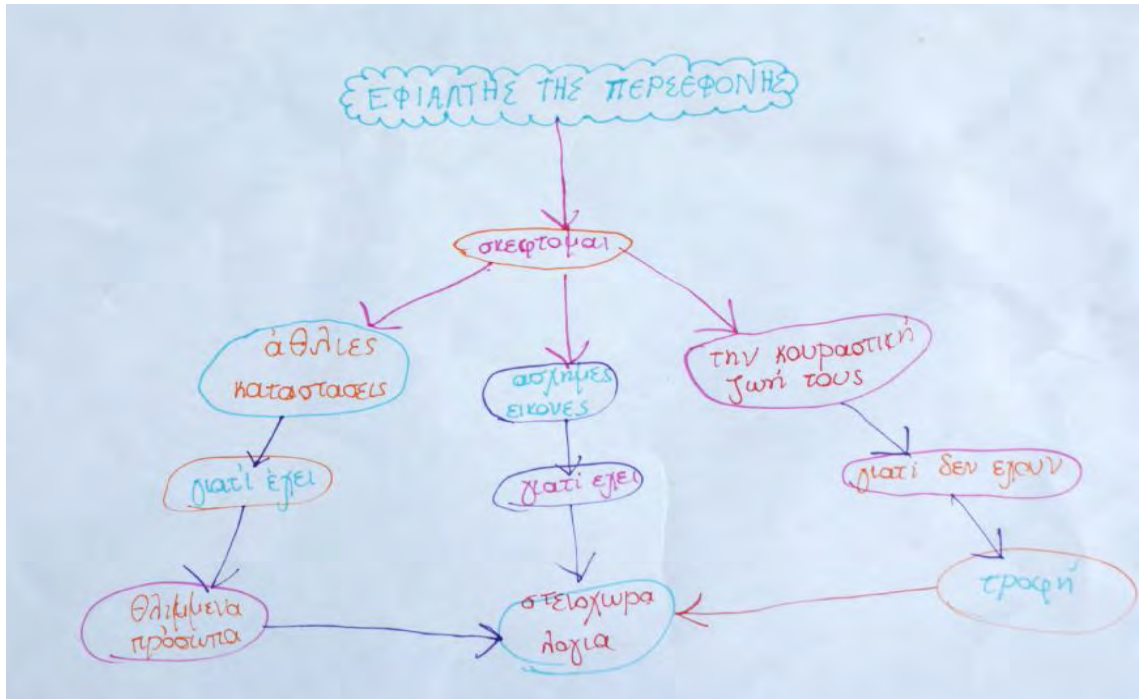 ΕΦΙΑΛΤΗΣ ΤΗΣ ΠΕΡΣΕΦΟΝΗΣ
σκεφτομαι
άθλιες
καταστασεις
ασχημες
εικονες
την κουραστική
ζωή τους
γιατί έχει
γιατί εχει
γιατί δεν εχουν
θλιμμενα
πρόσωπα
στειοχωρα
λογια
τροφή